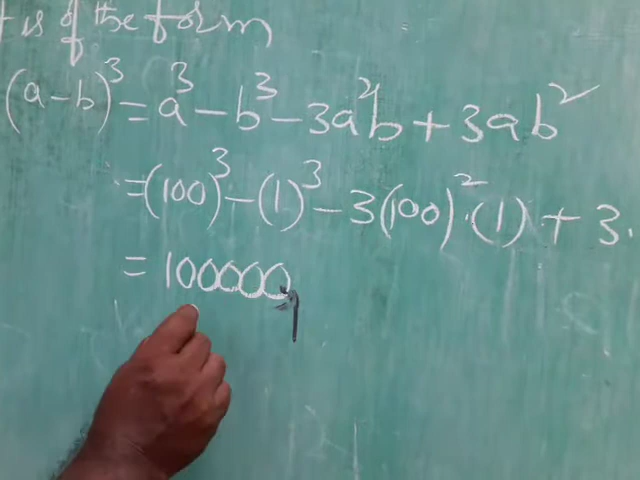 t is of the form
(a-b)³ = a³ - b³ - 3a²b + 3ab²
= (100)³ - (1)³ - 3(100)²·(1) + 3.
= 100000